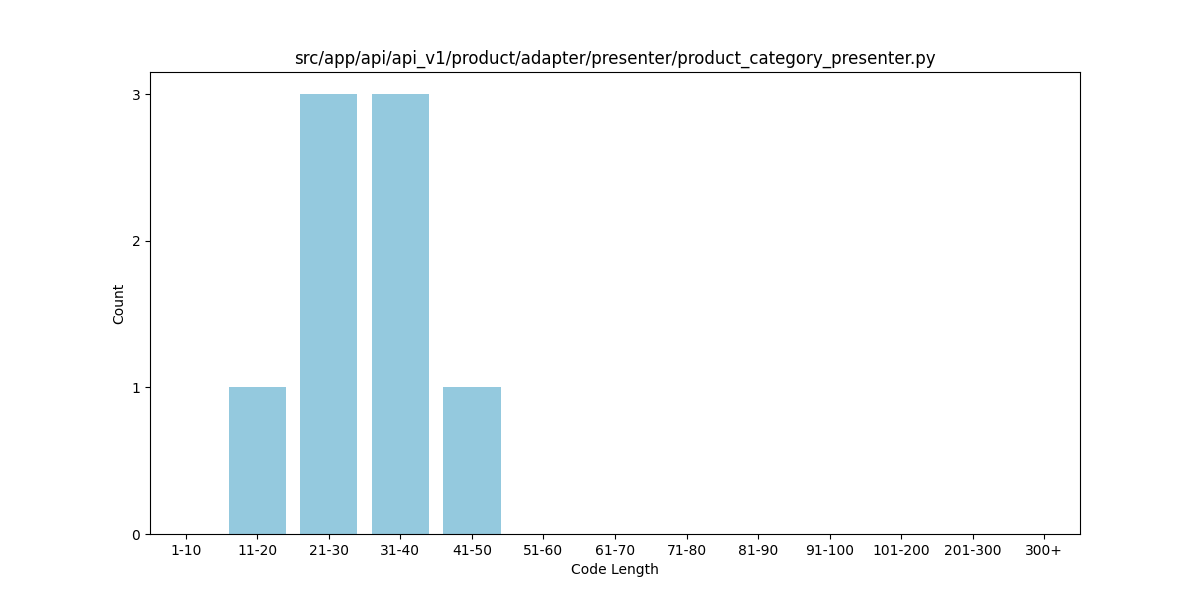 src/app/api/api_v1/product/adapter/presenter/product_category_presenter.py
3
2
1
0
Count
1-10 11-20 21-30 31-40 41-50 51-60 61-70 71-80 81-90 91-100 101-200 201-300 300+
Code Length